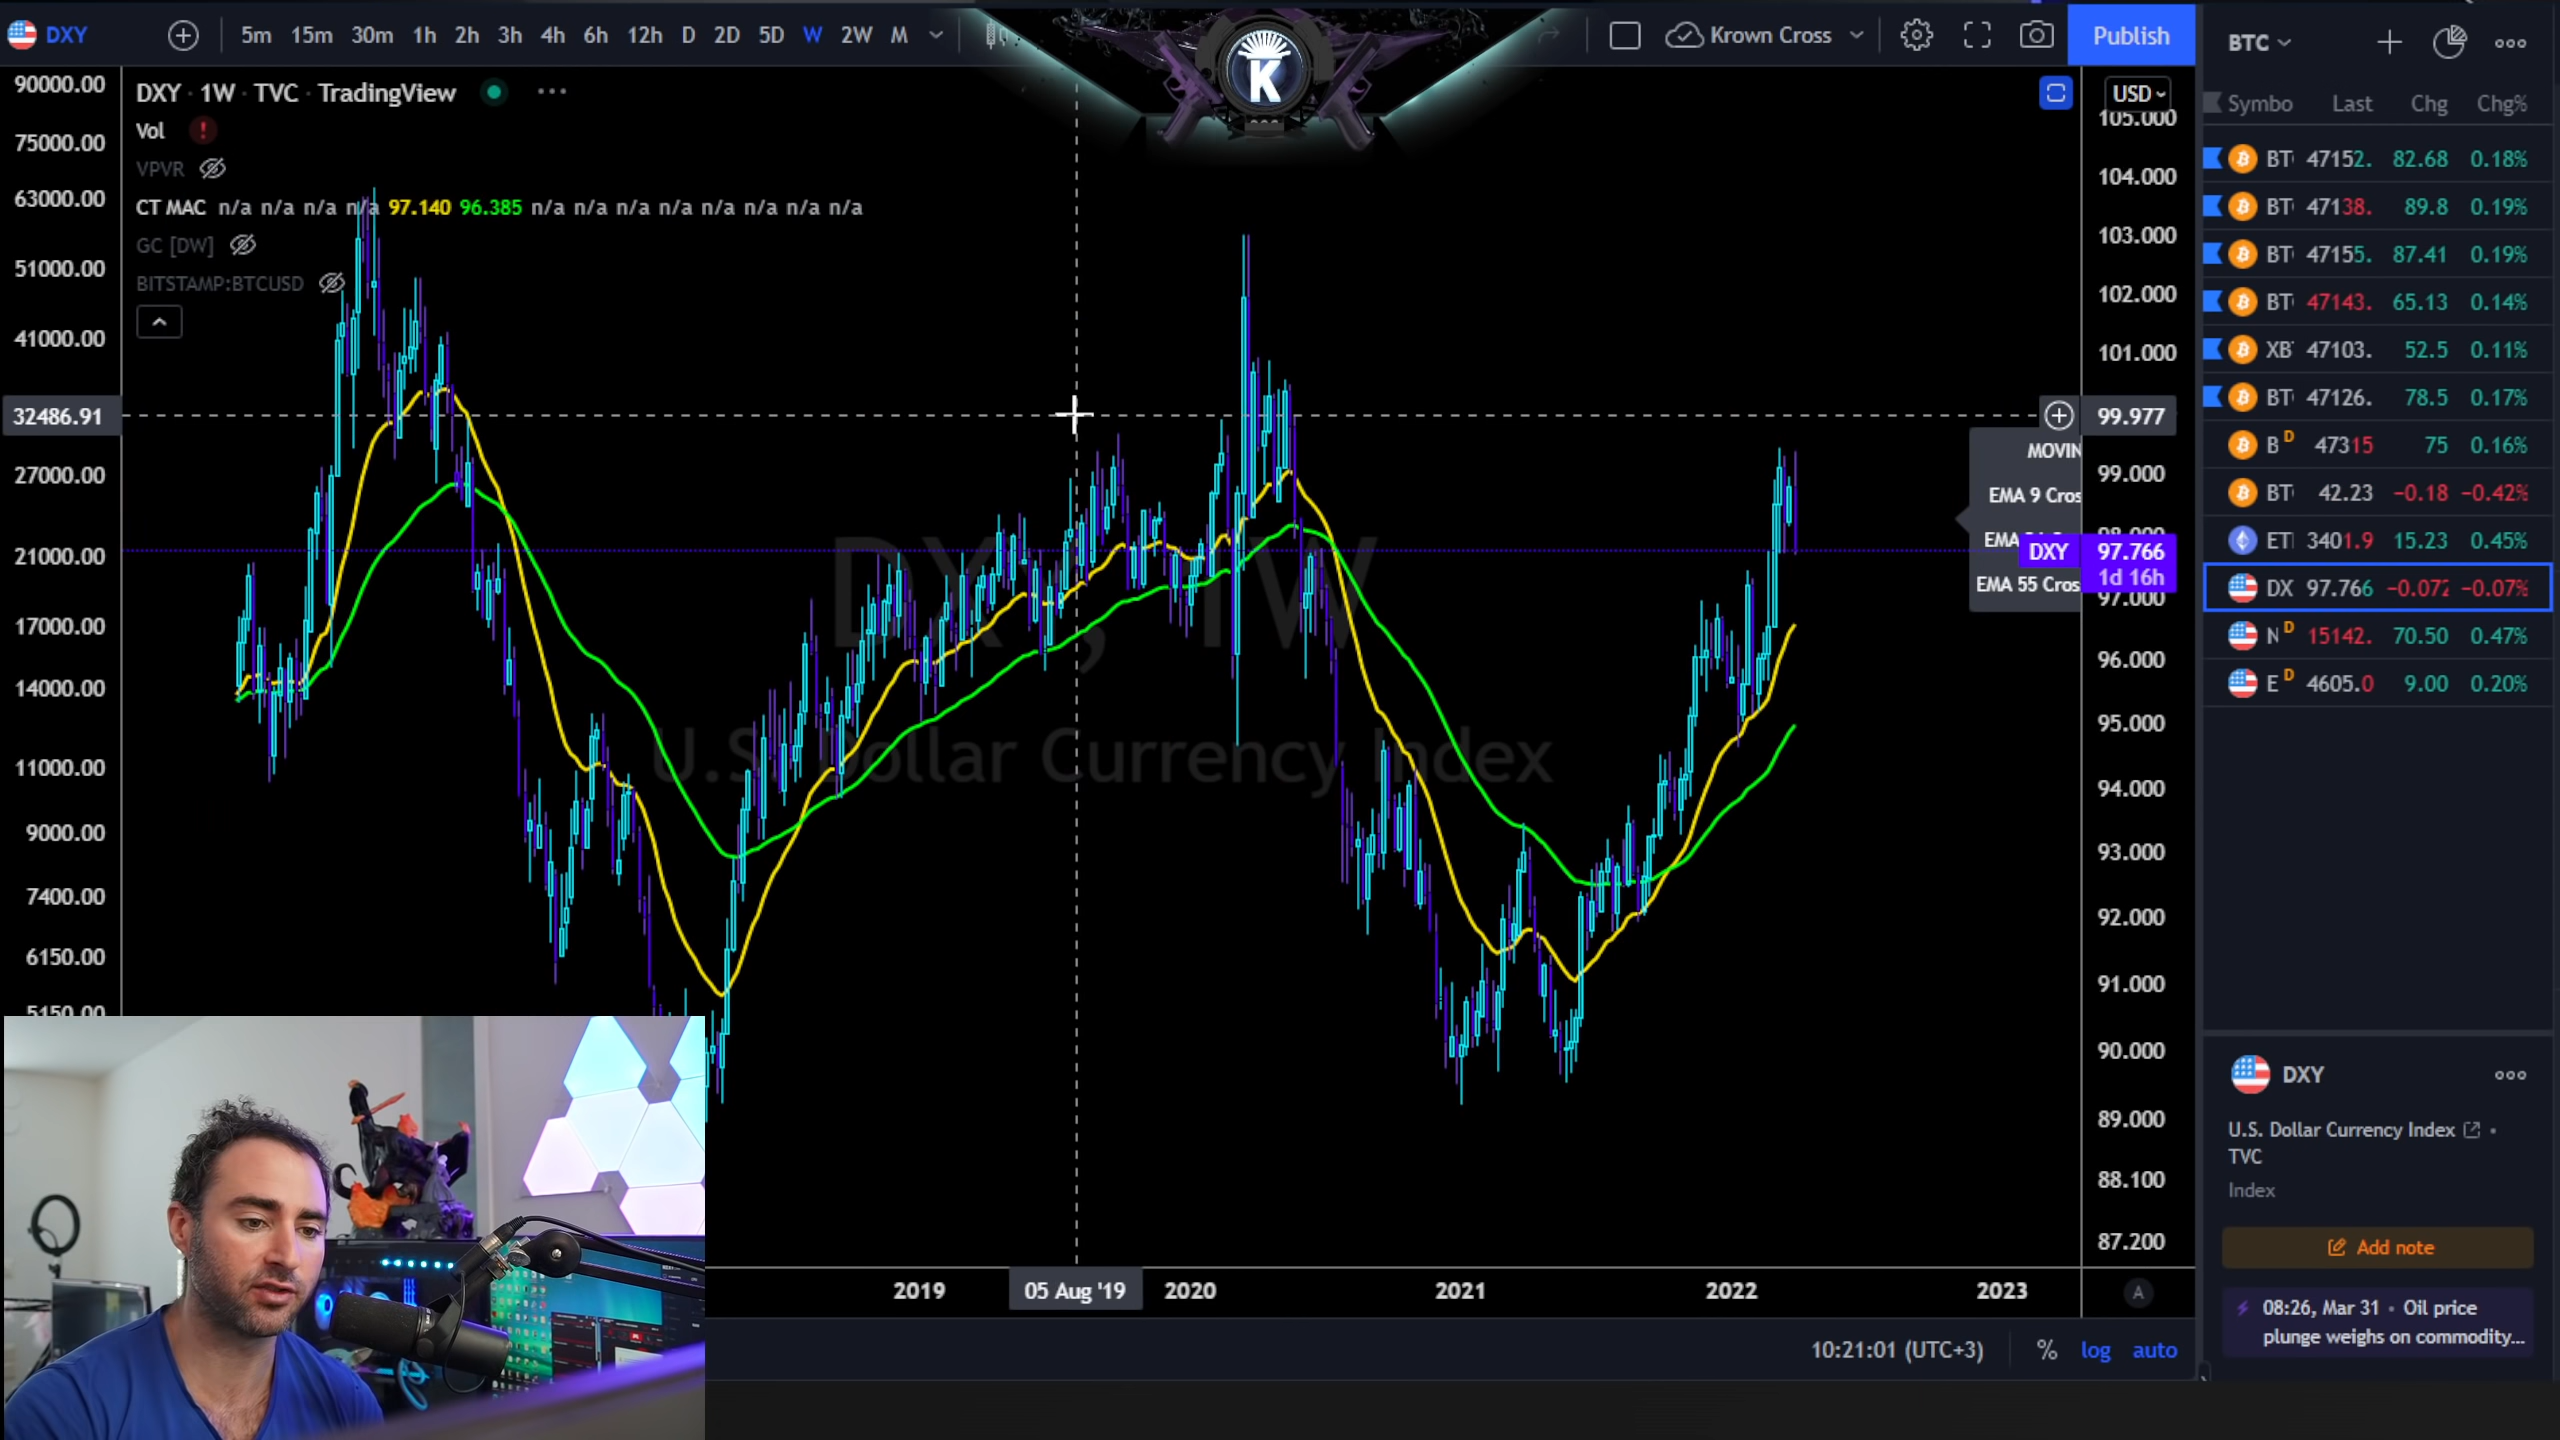 DXY
5m 15m 30m 1h 2h 3h 4h 6h 12h D 2D 5D W 2W M
Krown Cross
Publish
BTC
K
DXY · 1W · TVC · TradingView
USD
Symbo Last Chg Chg%
Vol
VPVR
CT MAC n/a n/a n/a n/a 97.140 96.385 n/a n/a n/a n/a n/a n/a n/a n/a
GC [DW]
BITSTAMP:BTCUSD
90000.00
75000.00
63000.00
51000.00
41000.00
32486.91
27000.00
21000.00
17000.00
14000.00
11000.00
9000.00
7400.00
6150.00
5150.00
DXY, 1W
U.S. Dollar Currency Index
MOVIN
EMA 9 Cros
EMA
EMA 55 Cros
105.000
104.000
103.000
102.000
101.000
99.977
99.000
98.000
DXY 97.766
1d 16h
97.000
96.000
95.000
94.000
93.000
92.000
91.000
90.000
89.000
88.100
87.200
BT 47152. 82.68 0.18%
BT 47138. 89.8 0.19%
BT 47155. 87.41 0.19%
BT 47143. 65.13 0.14%
XB 47103. 52.5 0.11%
BT 47126. 78.5 0.17%
B D 47315 75 0.16%
BT 42.23 −0.18 −0.42%
ET 3401.9 15.23 0.45%
DX 97.766 −0.072 −0.07%
N D 15142. 70.50 0.47%
E D 4605.0 9.00 0.20%
DXY
U.S. Dollar Currency Index
TVC
Index
Add note
08:26, Mar 31 • Oil price
plunge weighs on commodity...
2019 05 Aug '19 2020 2021 2022 2023
A
10:21:01 (UTC+3) % log auto